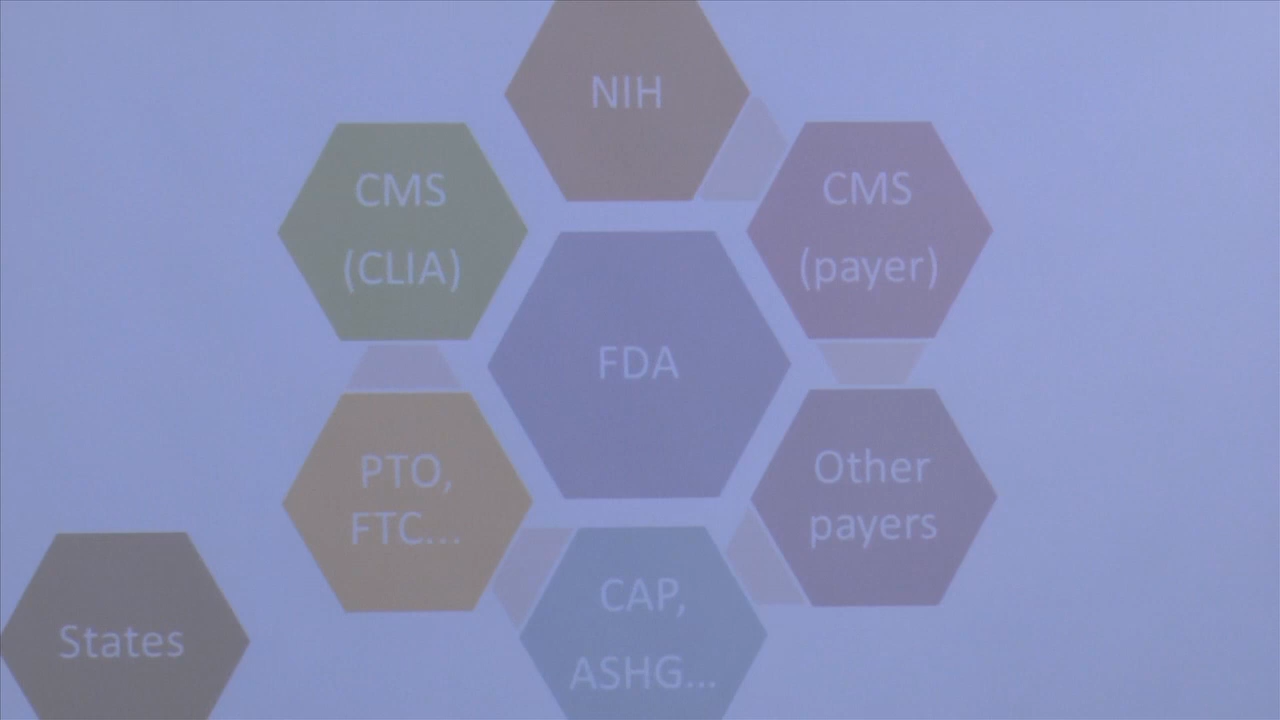 NIH
CMS
(CLIA)
CMS
(payer)
FDA
PTO,
FTC...
Other
payers
CAP,
ASHG...
States